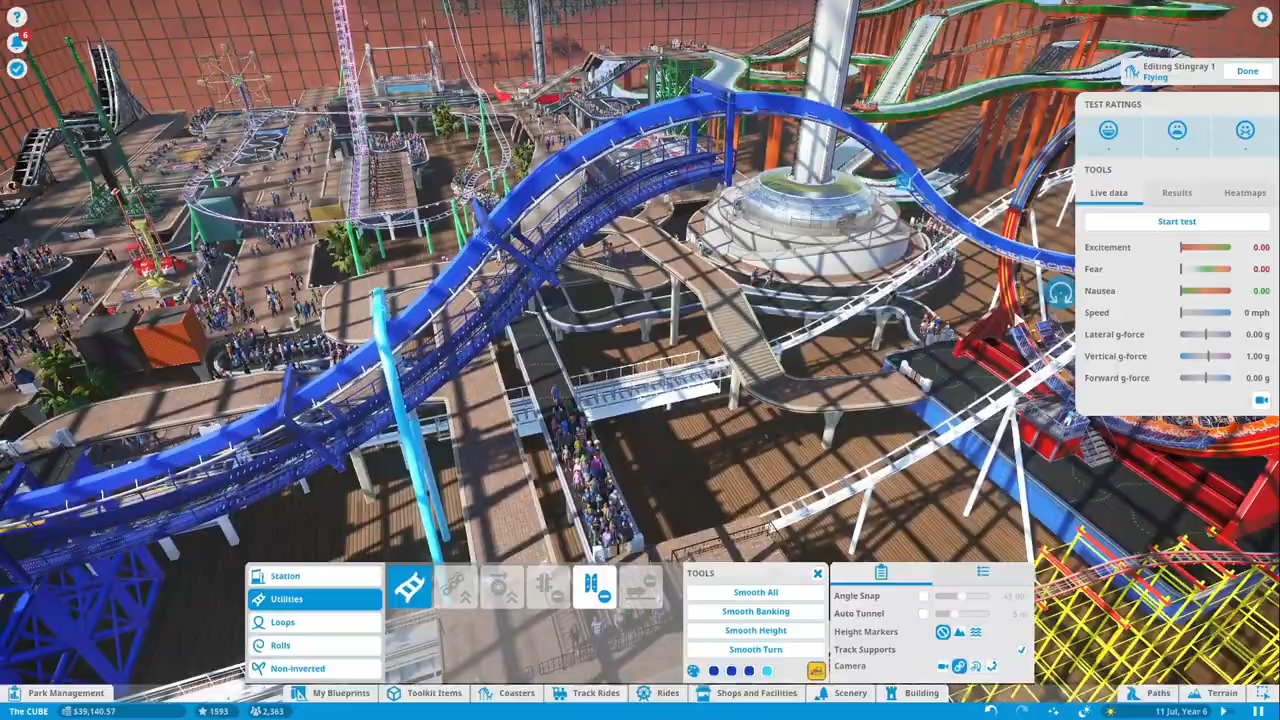 ?
6
Editing Stingray 1
Flying
Done
TEST RATINGS
-
-
-
TOOLS
Live data
Results
Heatmaps
Start test
Excitement 0.00
Fear 0.00
Nausea 0.00
Speed 0 mph
Lateral g-force 0.00 g
Vertical g-force 1.00 g
Forward g-force 0.00 g
Station
Utilities
Loops
Rolls
Non-inverted
TOOLS
Smooth All
Smooth Banking
Smooth Height
Smooth Turn
Angle Snap 45.00
Auto Tunnel 5 m
Height Markers
Track Supports
Camera
Park Management
My Blueprints
Toolkit Items
Coasters
Track Rides
Rides
Shops and Facilities
Scenery
Building
Paths
Terrain
The CUBE
$39,140.57
1593
2,363
11 Jul, Year 6